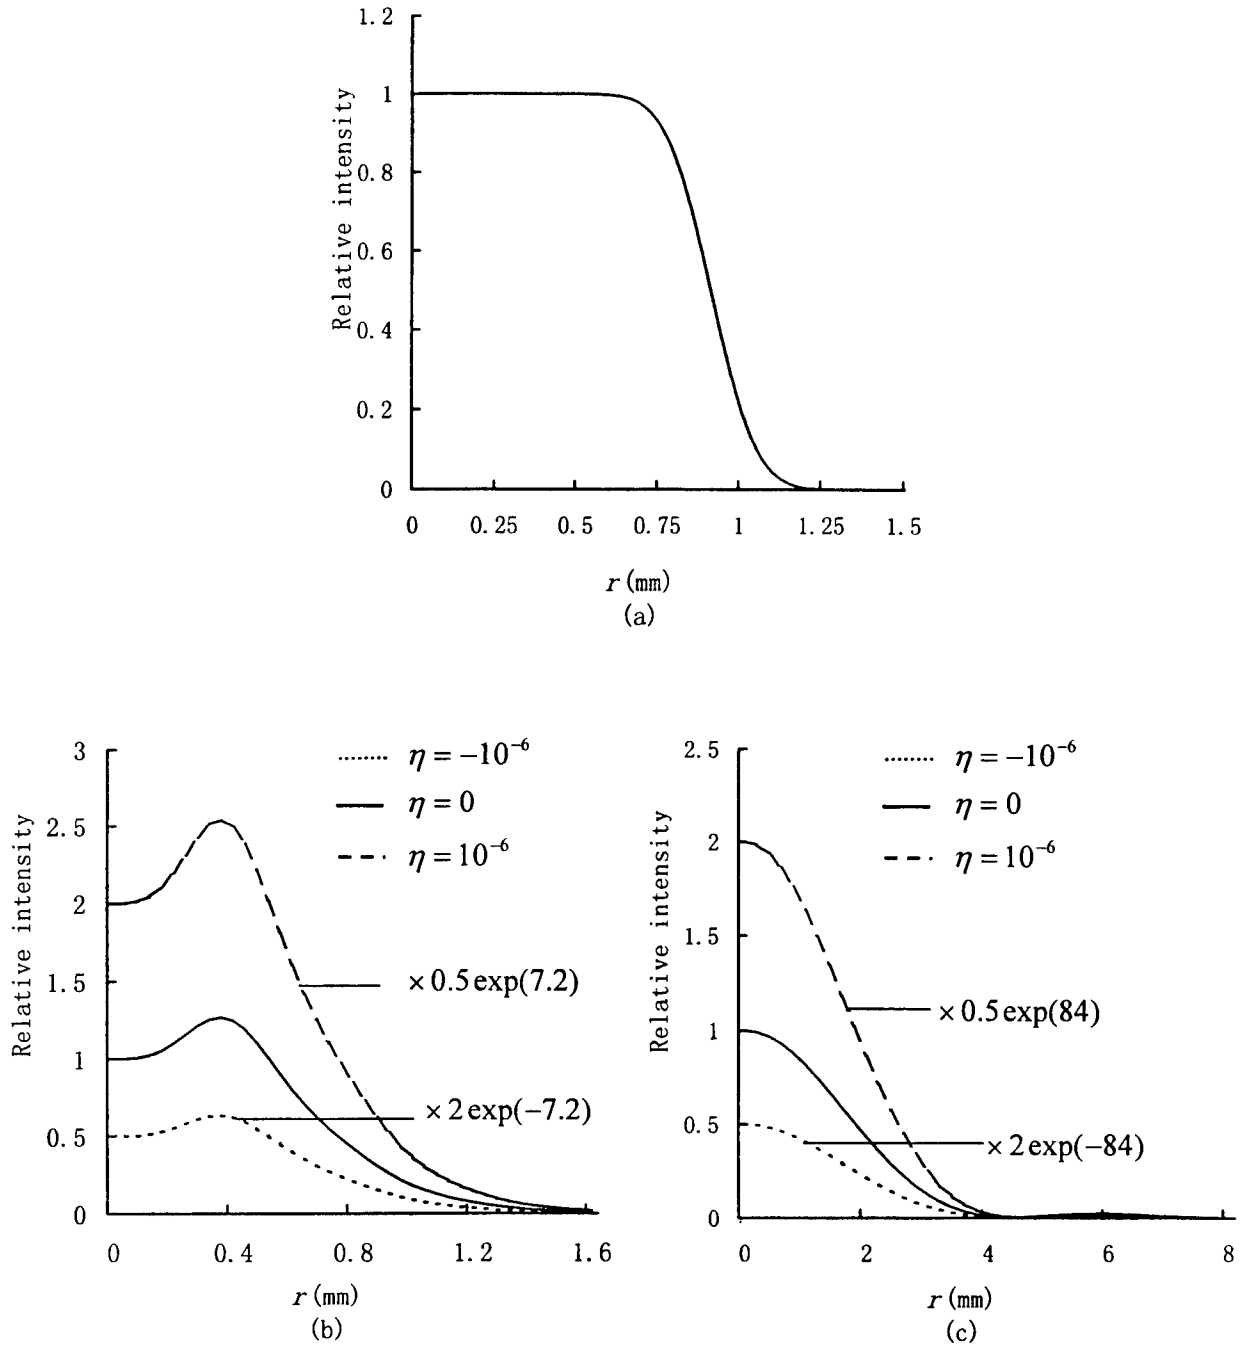 1.2
1
0.8
0.6
0.4
0.2
0
Relative intensity
0 0.25 0.5 0.75 1 1.25 1.5
r (mm)
(a)
3
2.5
2
1.5
1
0.5
0
Relative intensity
η = −10⁻⁶
η = 0
η = 10⁻⁶
× 0.5 exp(7.2)
× 2 exp(−7.2)
0 0.4 0.8 1.2 1.6
r (mm)
(b)
2.5
2
1.5
1
0.5
0
Relative intensity
η = −10⁻⁶
η = 0
η = 10⁻⁶
× 0.5 exp(84)
× 2 exp(−84)
0 2 4 6 8
r (mm)
(c)